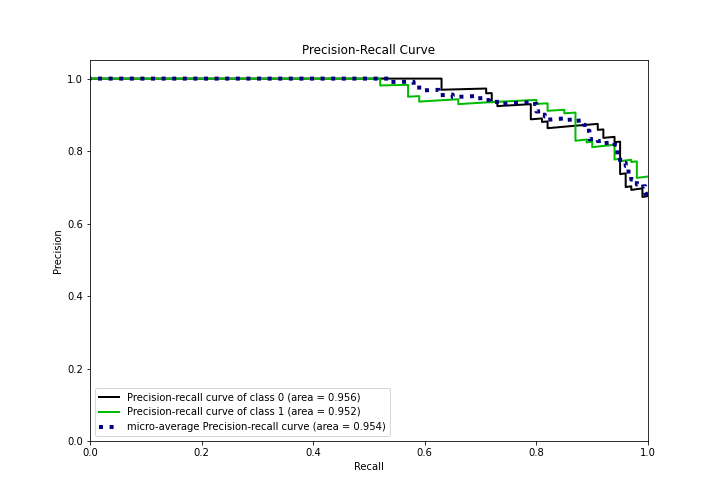 Precision-Recall Curve
1.0
0.8
0.6
0.4
0.2
0.0
Precision
Precision-recall curve of class 0 (area = 0.956)
Precision-recall curve of class 1 (area = 0.952)
micro-average Precision-recall curve (area = 0.954)
0.0 0.2 0.4 0.6 0.8 1.0
Recall